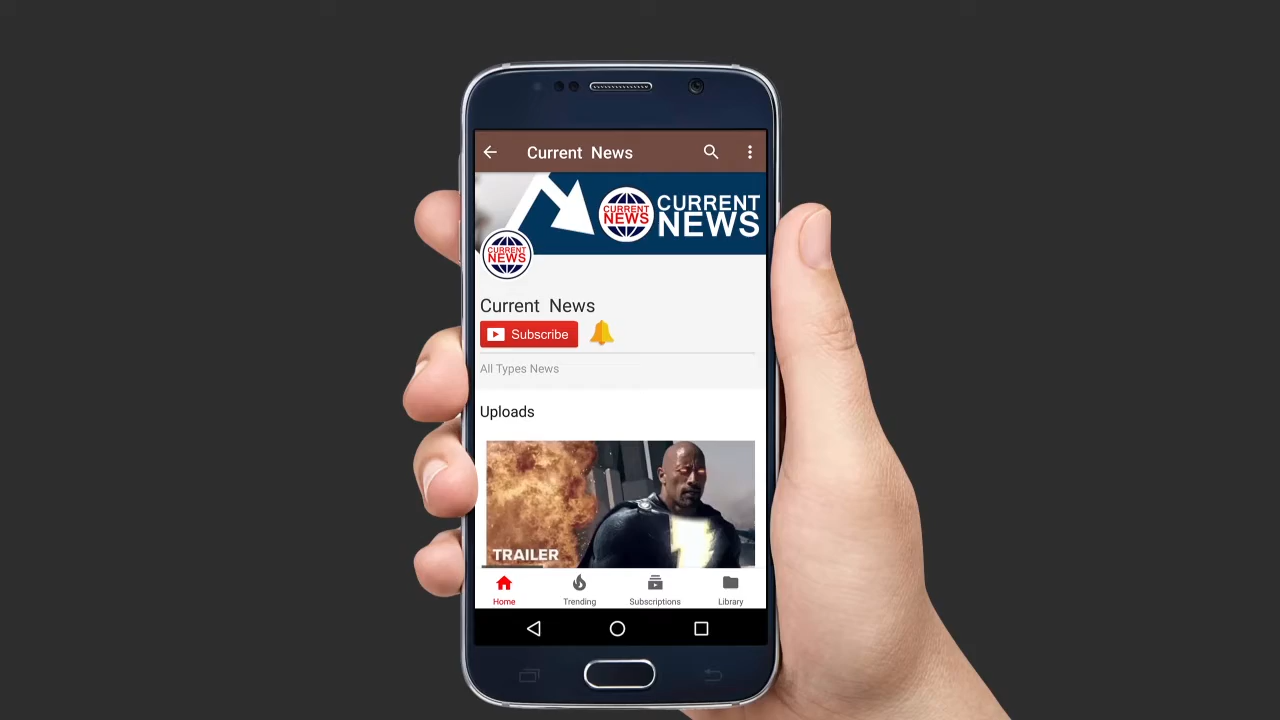 Current News
CURRENT
NEWS
CURRENT
NEWS
CURRENT
NEWS
Current News
Subscribe
All Types News
Uploads
TRAILER
Home
Trending
Subscriptions
Library